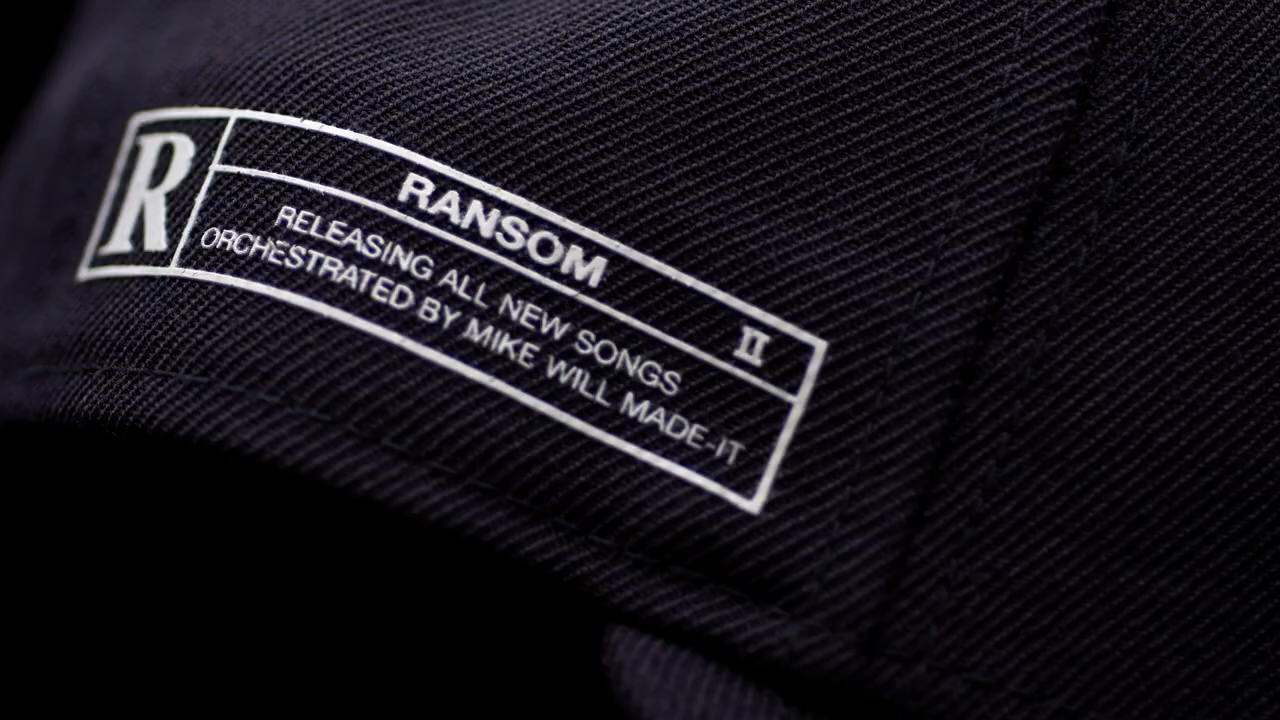 R
RANSOM
II
RELEASING ALL NEW SONGS
ORCHESTRATED BY MIKE WILL MADE-IT